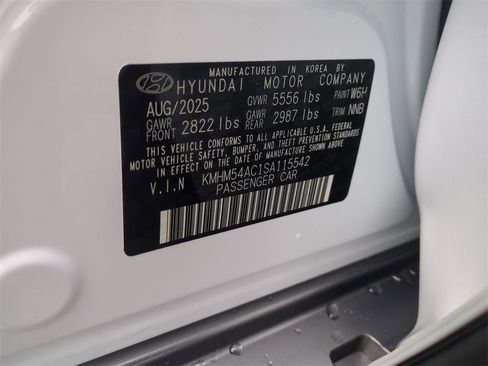 MANUFACTURED IN KOREA BY
HYUNDAI MOTOR COMPANY
AUG/2025 GVWR 5556 lbs PAINT W6H
GAWR FRONT 2822 lbs GAWR REAR 2987 lbs TRIM NNB
THIS VEHICLE CONFORMS TO ALL APPLICABLE U.S.A. FEDERAL
MOTOR VEHICLE SAFETY, BUMPER, AND THEFT PREVENTION
STANDARDS IN EFFECT ON THE DATE OF MANUFACTURE SHOWN ABOVE.
V.I.N KMHM54AC1SA115542
PASSENGER CAR